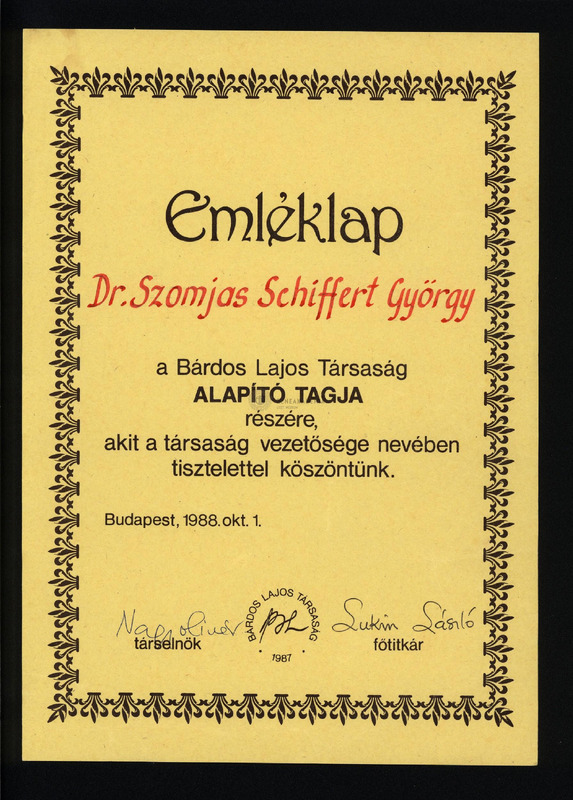 Emléklap
Dr. Szomjas Schiffert György
a Bárdos Lajos Társaság
ALAPÍTÓ TAGJA
részére,
akit a társaság vezetősége nevében
tisztelettel köszöntünk.
Budapest, 1988. okt. 1.
Nagy Olivér
társelnök
BÁRDOS LAJOS TÁRSASÁG
BL
1987
Lukin László
főtitkár